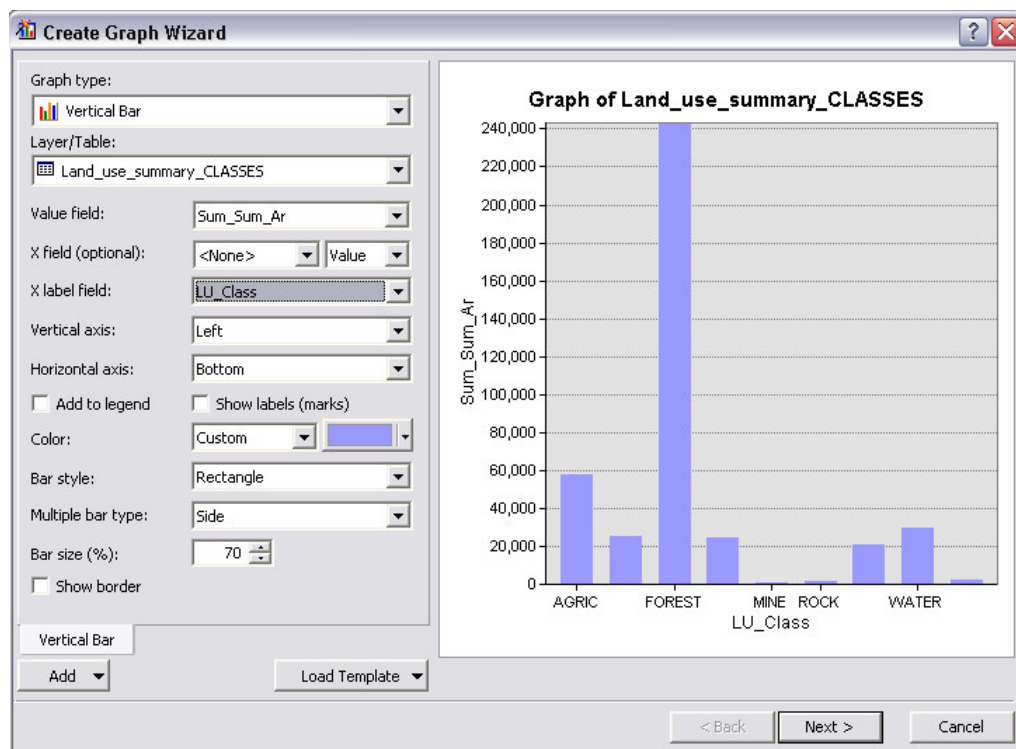 Create Graph Wizard
Graph type:
Vertical Bar
Layer/Table:
Land_use_summary_CLASSES
Value field:
Sum_Sum_Ar
X field (optional):
<None>
Value
X label field:
LU_Class
Vertical axis:
Left
Horizontal axis:
Bottom
Add to legend
Show labels (marks)
Color:
Custom
Bar style:
Rectangle
Multiple bar type:
Side
Bar size (%):
70
Show border
Vertical Bar
Add
Load Template
Graph of Land_use_summary_CLASSES
240,000
220,000
200,000
180,000
160,000
140,000
120,000
100,000
80,000
60,000
40,000
20,000
0
Sum_Sum_Ar
AGRIC FOREST MINE ROCK WATER
LU_Class
< Back
Next >
Cancel